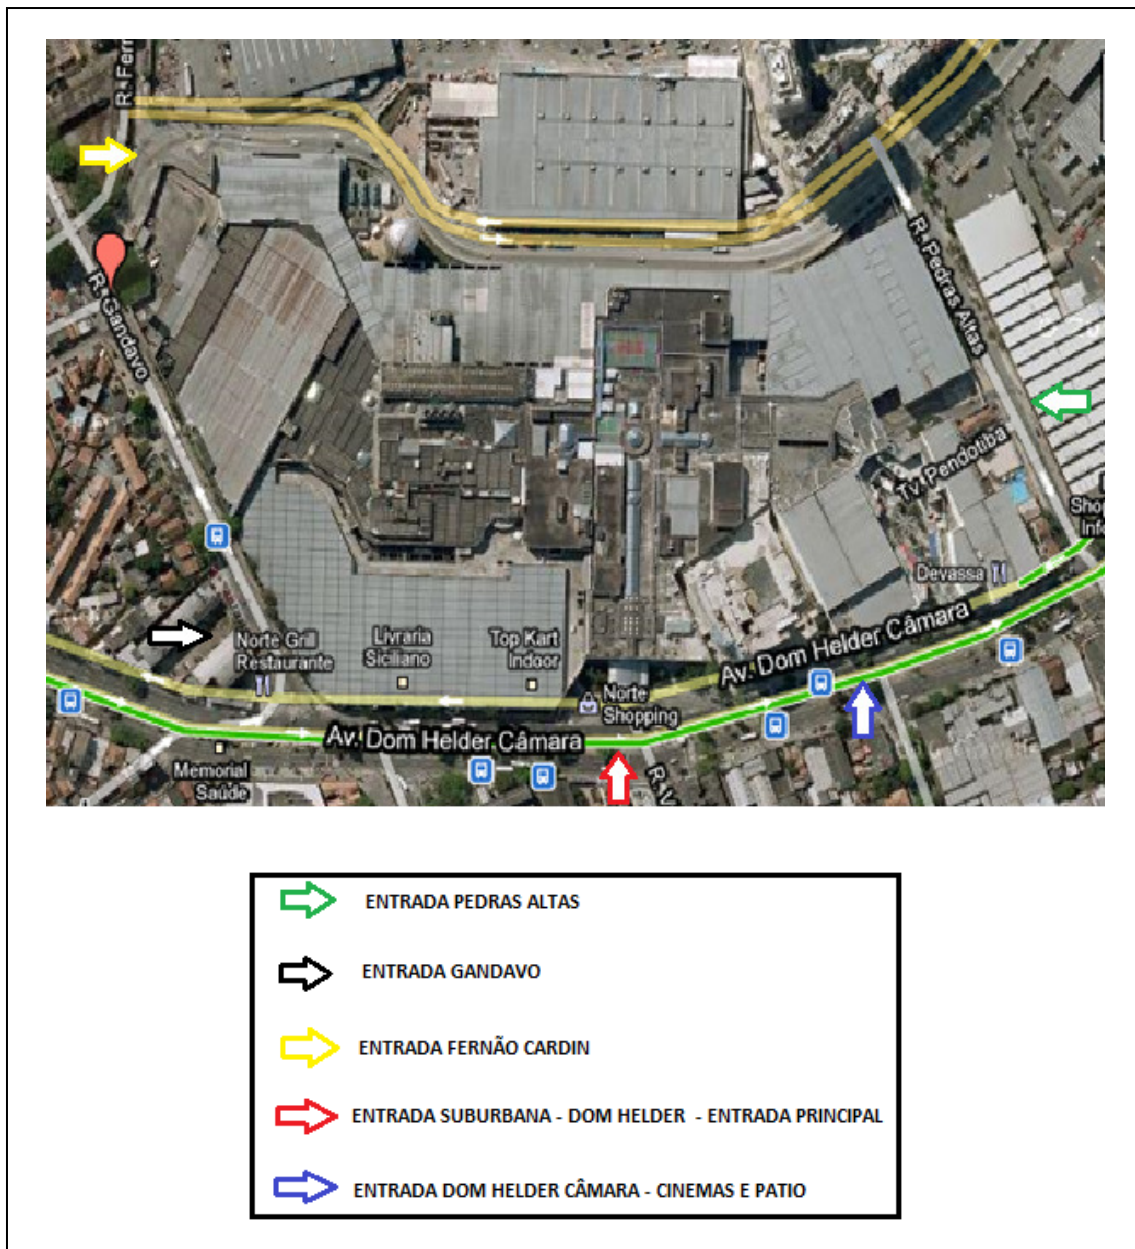 R. Fern
R. Gandavo
R. Pedras Altas
Tv. Pendotiba
Shop
Info
Devassa
Av. Dom Helder Câmara
Norte Grill
Restaurante
Livraria
Siciliano
Top Kart
Indoor
Norte
Shopping
Av. Dom Helder Câmara
Memorial
Saúde
R. V
ENTRADA PEDRAS ALTAS
ENTRADA GANDAVO
ENTRADA FERNÃO CARDIN
ENTRADA SUBURBANA - DOM HELDER - ENTRADA PRINCIPAL
ENTRADA DOM HELDER CÂMARA - CINEMAS E PATIO